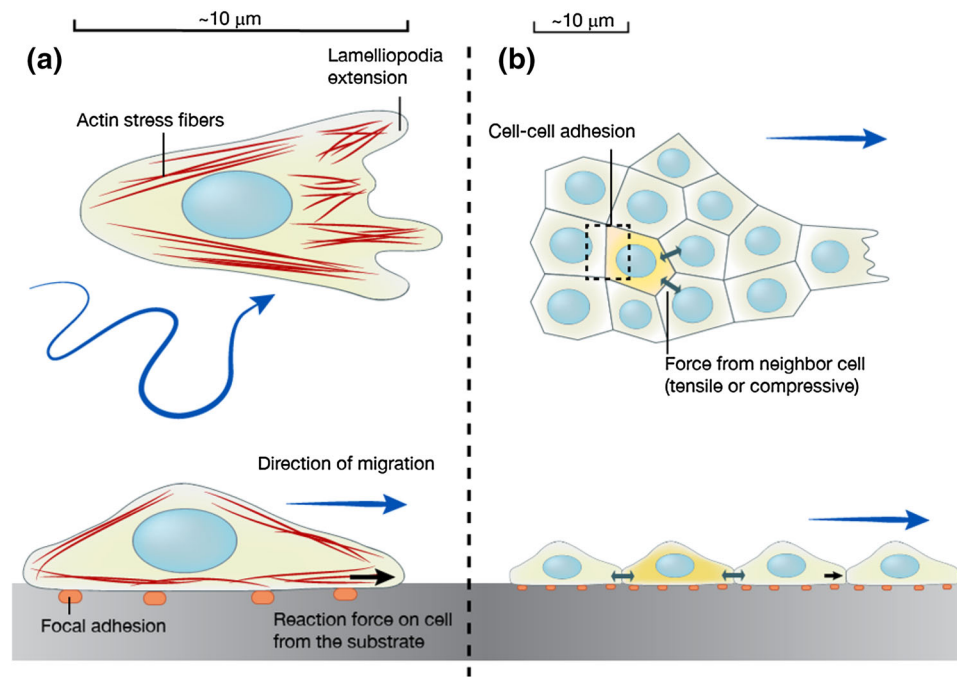 ~10 μm
(a)
Lamelliopodia
extension
Actin stress fibers
Direction of migration
Focal adhesion
Reaction force on cell
from the substrate
~10 μm
(b)
Cell-cell adhesion
Force from neighbor cell
(tensile or compressive)